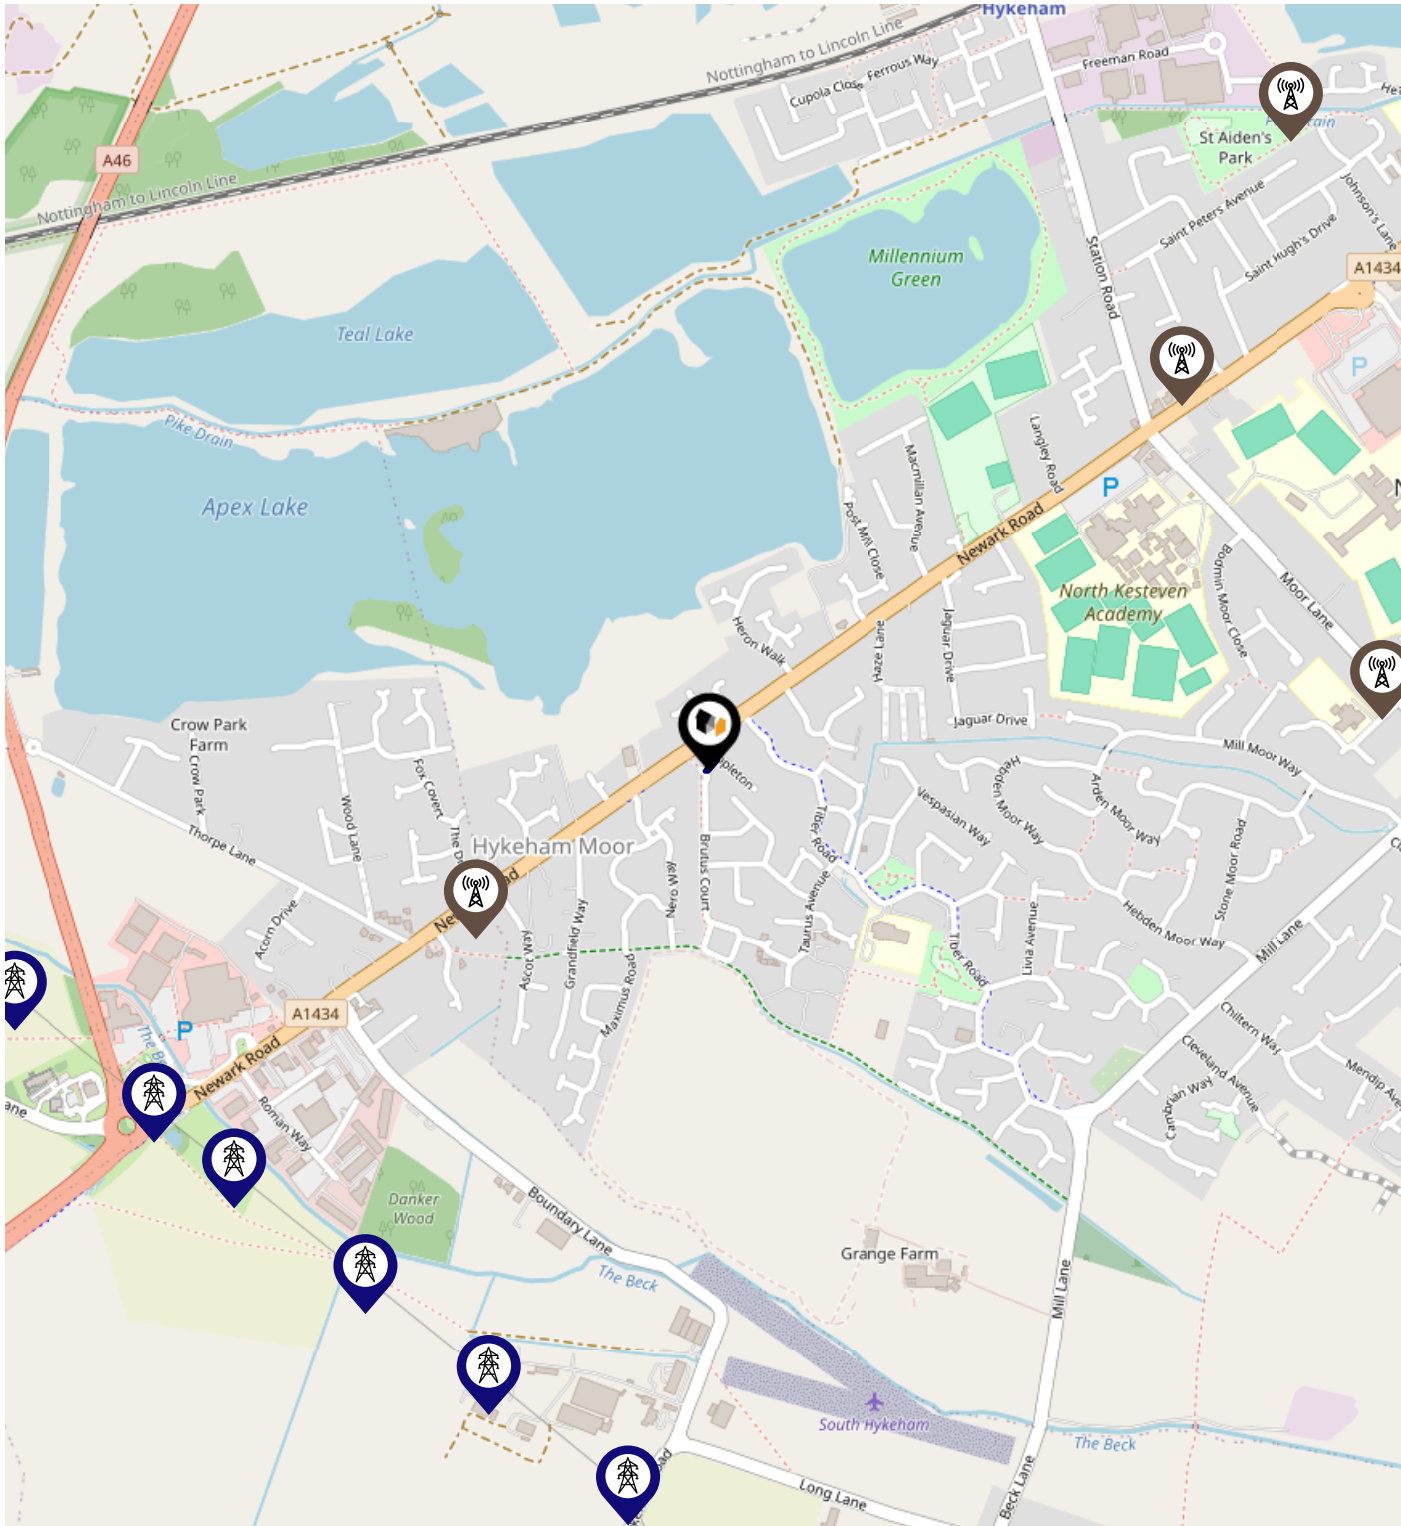 Hykeham
Nottingham to Lincoln Line
Freeman Road
Ferrous Way
Cupola Close
St Aiden's
Park
A46
Nottingham to Lincoln Line
Johnson's Lane
Saint Peters Avenue
Saint Hugh's Drive
Station Road
Millennium
Green
A1434
Teal Lake
P
Pike Drain
Langley Road
Macmillan Avenue
P
Apex Lake
Post Mill Close
Newark Road
Bodmin Moor Close
Moor Lane
North Kesteven
Academy
Heron Walk
Haze Lane
Jaguar Drive
Jaguar Drive
Crow Park
Farm
Mill Moor Way
Crow Park
Fox Covert
Wood Lane
Hebden Moor Way
Arden Moor Way
Vespasian Way
Tiber Road
Stone Moor Road
Thorpe Lane
Hykeham Moor
Brutus Court
Nero Way
Taurus Avenue
Acorn Drive
Grandfield Way
Ascot Way
Hebden Moor Way
Livia Avenue
Mill Lane
Tiber Road
Maximus Road
A1434
P
Newark Road
Roman Way
Chiltern Way
Cleveland Avenue
Cambrian Way
Danker
Wood
Boundary Lane
The Beck
Grange Farm
Mill Lane
South Hykeham
The Beck
Long Lane
Beck Lane